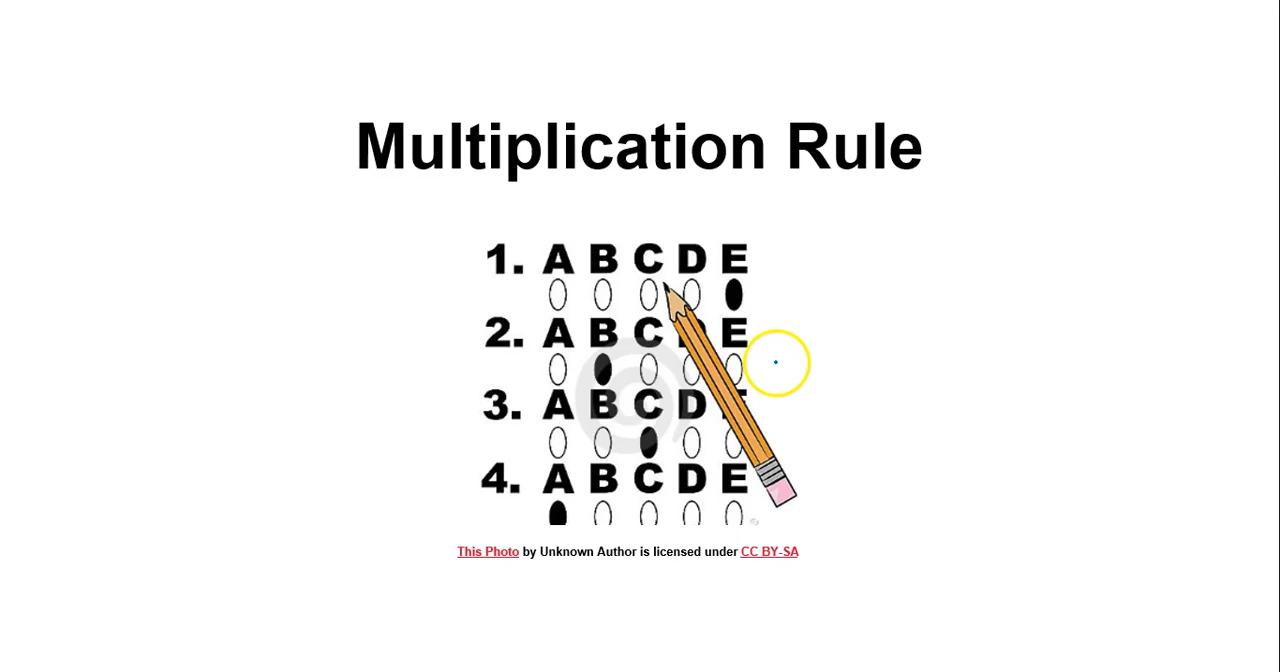 Multiplication Rule
1. A B C D E
2. A B C E
3. A B C D
4. A B C D E
This Photo by Unknown Author is licensed under CC BY-SA